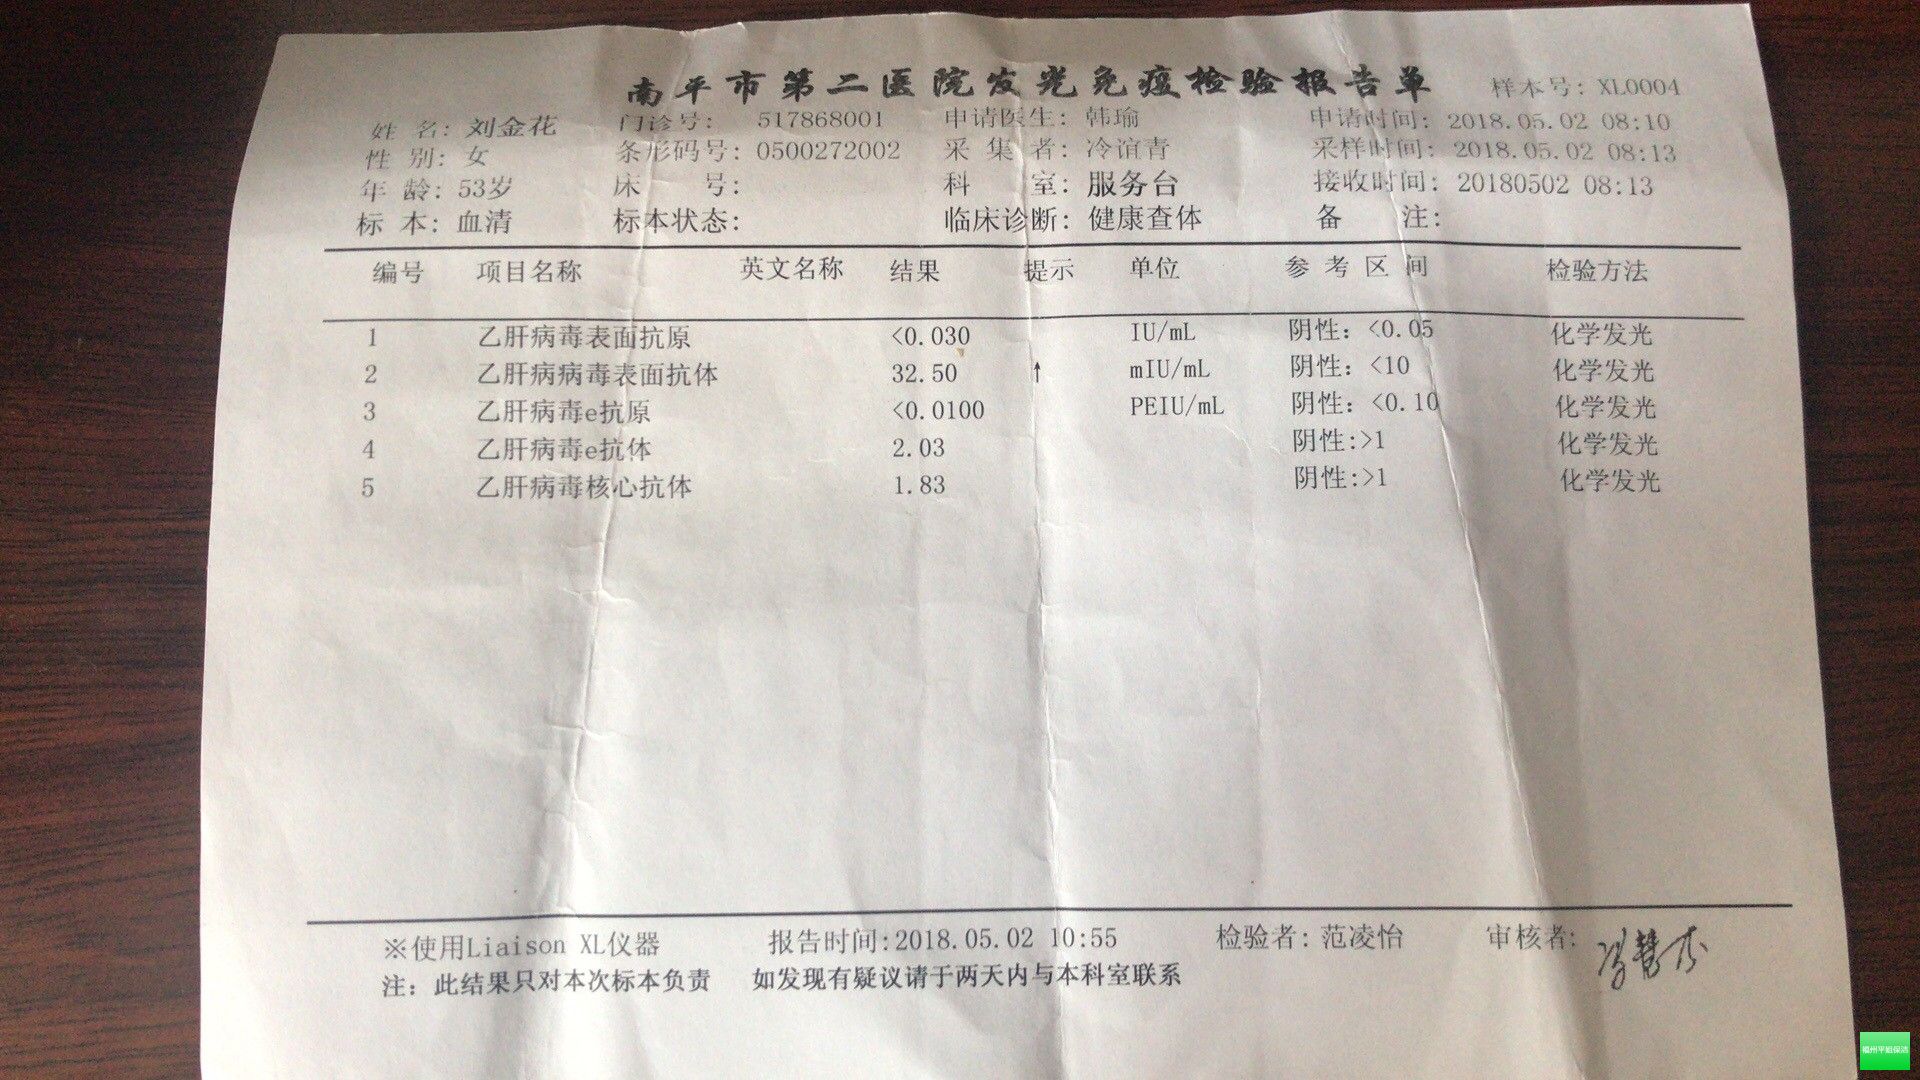 南平市第二医院发光免疫检验报告单 样本号: XL0004
姓 名: 刘金花 门诊号: 517868001 申请医生: 韩瑜 申请时间: 2018.05.02 08:10
性 别: 女 条形码号: 0500272002 采 集 者: 冷谊青 采样时间: 2018.05.02 08:13
年 龄: 53岁 床 号: 科 室: 服务台 接收时间: 20180502 08:13
标 本: 血清 标本状态: 临床诊断: 健康查体 备 注:
编号 项目名称 英文名称 结果 提示 单位 参考区间 检验方法
1 乙肝病毒表面抗原 <0.030 IU/mL 阴性: <0.05 化学发光
2 乙肝病病毒表面抗体 32.50 ↑ mIU/mL 阴性: <10 化学发光
3 乙肝病毒e抗原 <0.0100 PEIU/mL 阴性: <0.10 化学发光
4 乙肝病毒e抗体 2.03 阴性:>1 化学发光
5 乙肝病毒核心抗体 1.83 阴性:>1 化学发光
※使用Liaison XL仪器 报告时间:2018.05.02 10:55 检验者: 范凌怡 审核者:
注: 此结果只对本次标本负责 如发现有疑议请于两天内与本科室联系
福州平姐保洁